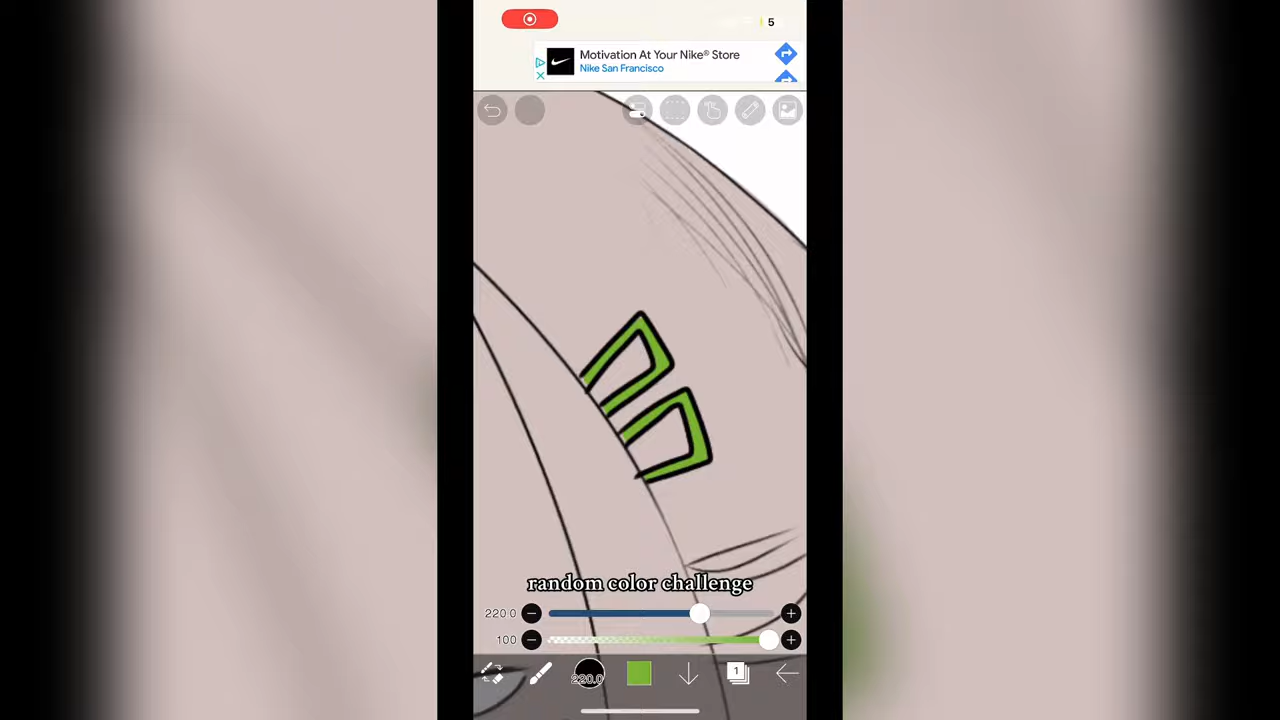 5
Motivation At Your Nike® Store
Nike San Francisco
random color challenge
220.0
100
220.0
1